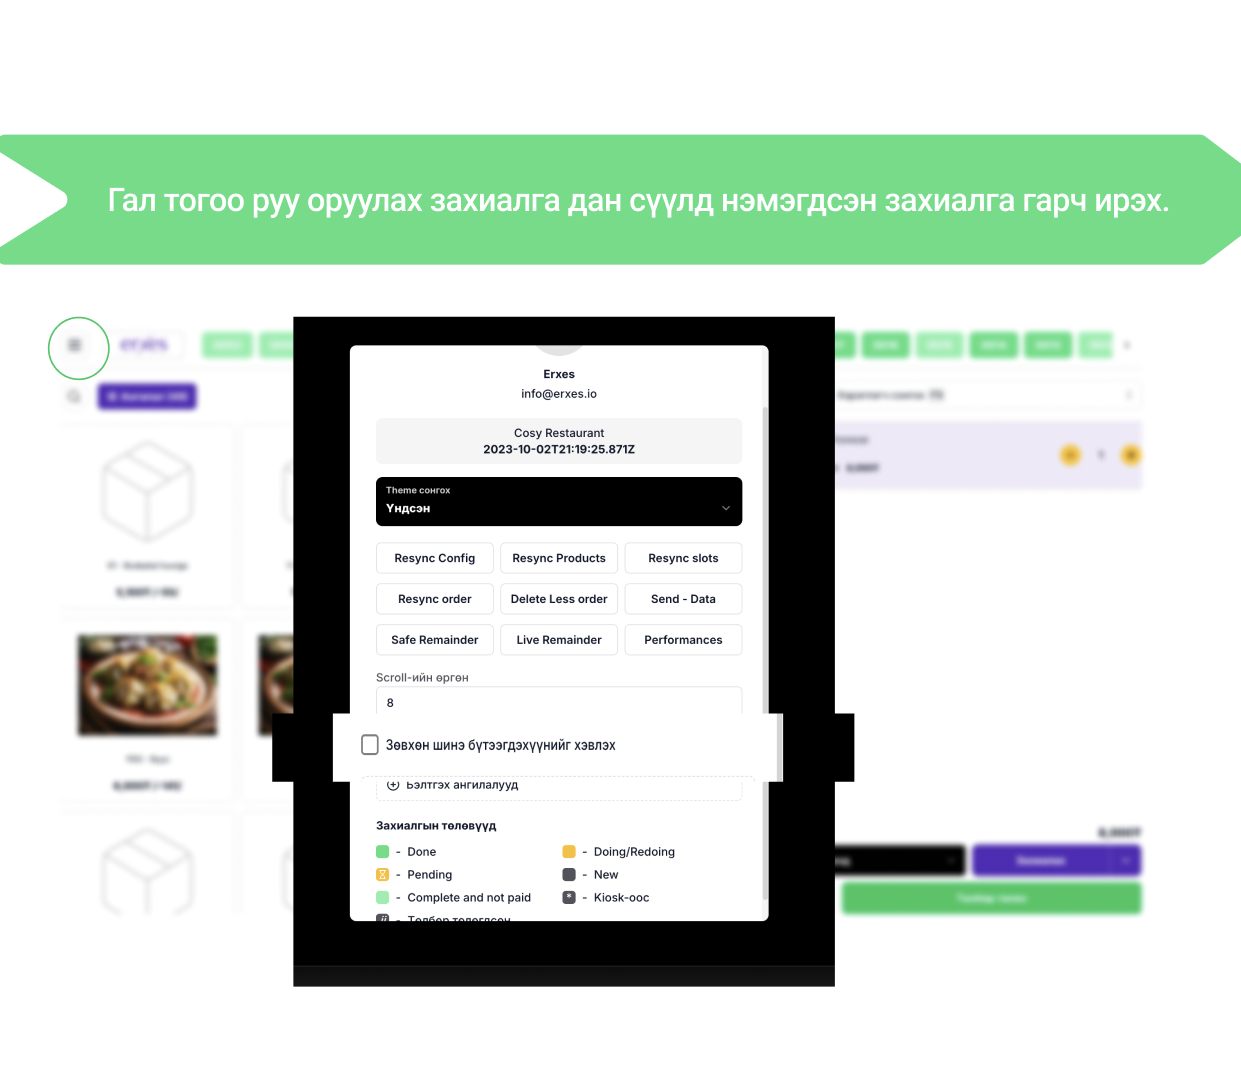 Гал тогоо руу оруулах захиалга дан сүүлд нэмэгдсэн захиалга гарч ирэх.
erxes
Erxes
info@erxes.io
Cosy Restaurant
2023-10-02T21:19:25.871Z
Theme сонгох
Үндсэн
Resync Config
Resync Products
Resync slots
Resync order
Delete Less order
Send - Data
Safe Remainder
Live Remainder
Performances
Scroll-ийн өргөн
8
Зөвхөн шинэ бүтээгдэхүүнийг хэвлэх
Бэлтгэх ангилалууд
Захиалгын төлөвүүд
- Done
- Doing/Redoing
- Pending
- New
- Complete and not paid
* - Kiosk-оос
# - Төлбөр төлөгдсөн